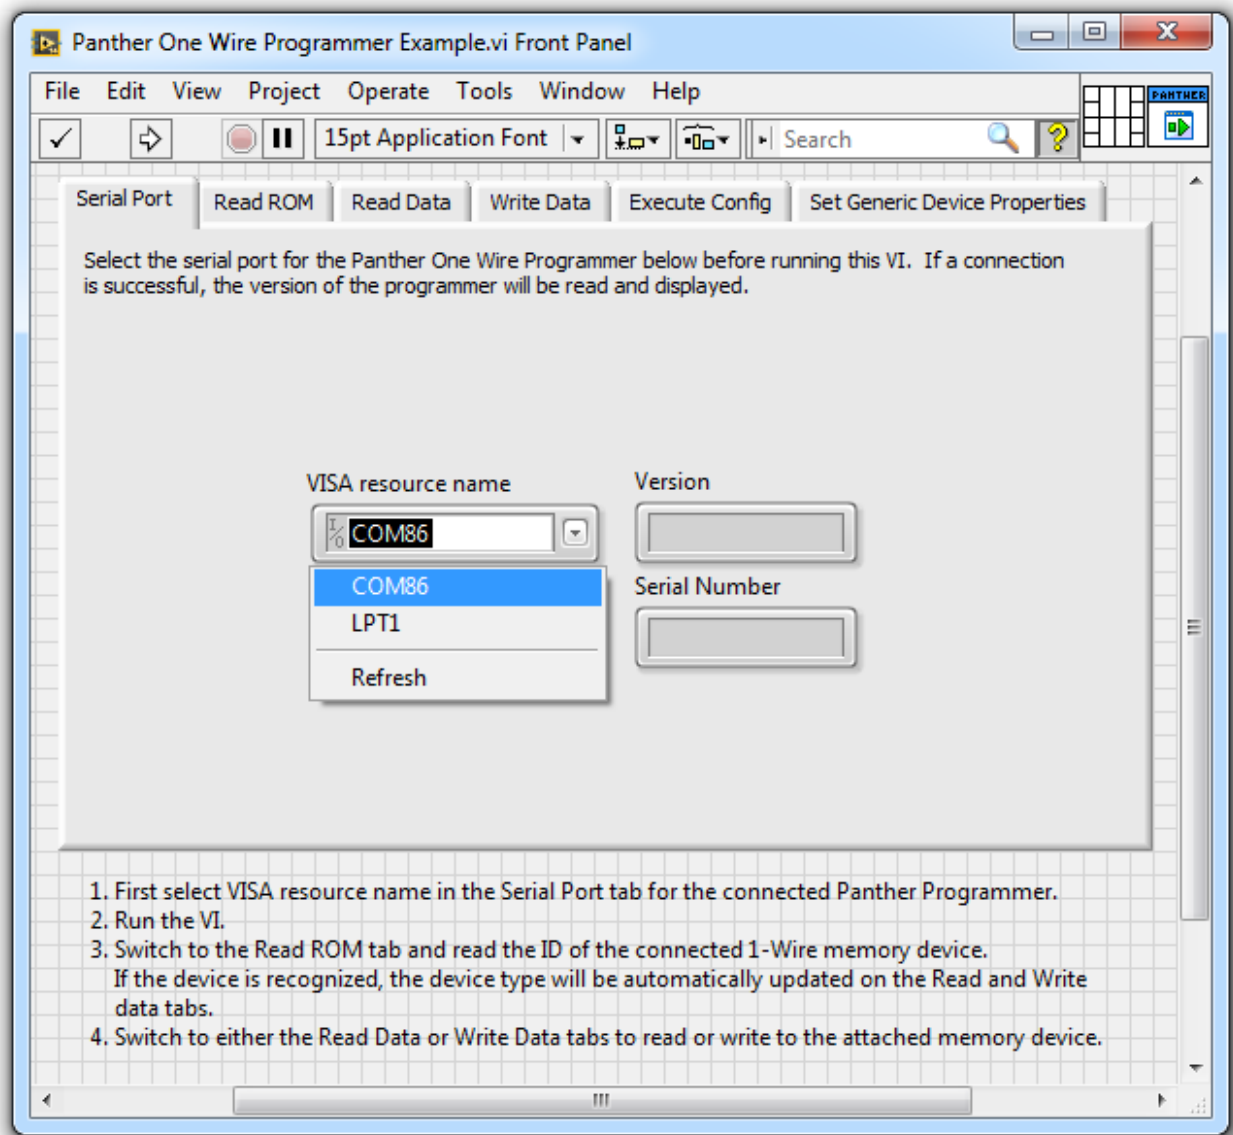 Panther One Wire Programmer Example.vi Front Panel
File Edit View Project Operate Tools Window Help
PANTHER
15pt Application Font Search ?
Serial Port Read ROM Read Data Write Data Execute Config Set Generic Device Properties
Select the serial port for the Panther One Wire Programmer below before running this VI. If a connection
is successful, the version of the programmer will be read and displayed.
VISA resource name Version
I/O COM86
COM86 Serial Number
LPT1
Refresh
1. First select VISA resource name in the Serial Port tab for the connected Panther Programmer.
2. Run the VI.
3. Switch to the Read ROM tab and read the ID of the connected 1-Wire memory device.
If the device is recognized, the device type will be automatically updated on the Read and Write
data tabs.
4. Switch to either the Read Data or Write Data tabs to read or write to the attached memory device.